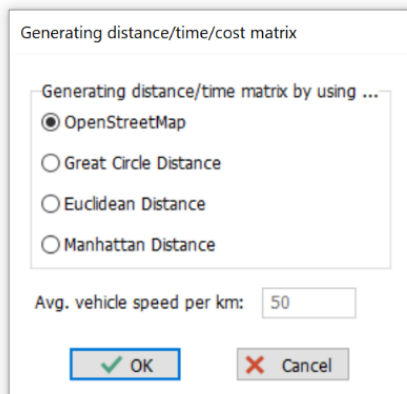 Generating distance/time/cost matrix
Generating distance/time matrix by using ...
OpenStreetMap
Great Circle Distance
Euclidean Distance
Manhattan Distance
Avg. vehicle speed per km: 50
OK Cancel